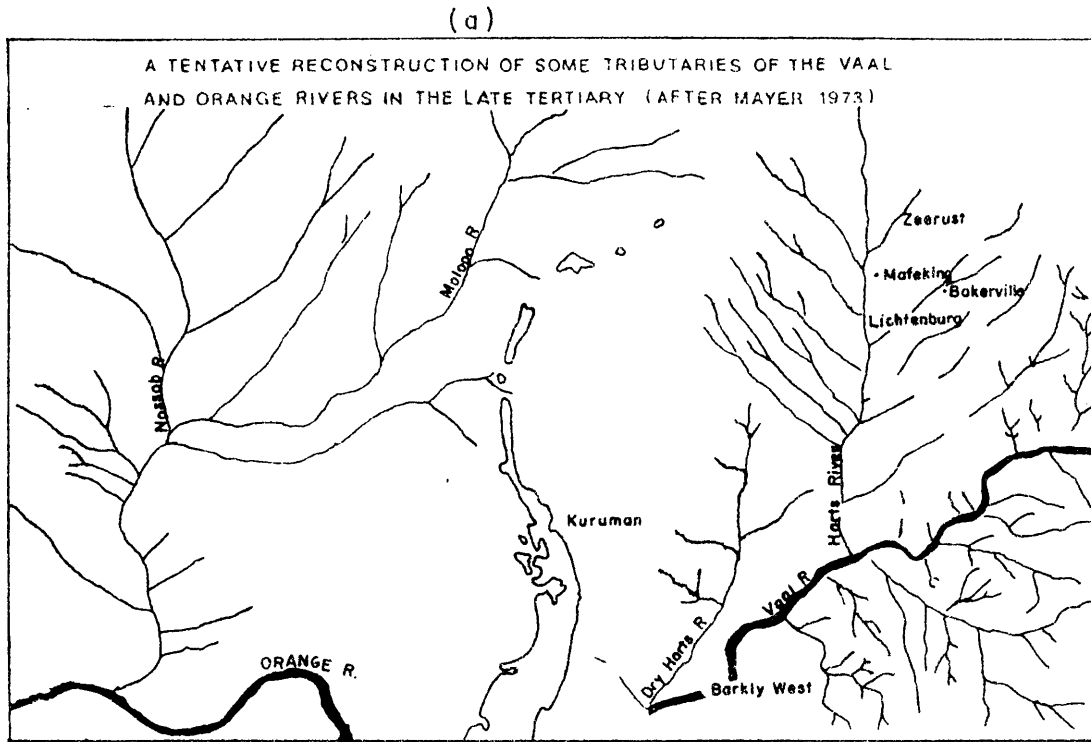 (a)
A TENTATIVE RECONSTRUCTION OF SOME TRIBUTARIES OF THE VAAL
AND ORANGE RIVERS IN THE LATE TERTIARY (AFTER MAYER 1973)
Zeerust
Molopo R
Mafeking
Bakerville
Lichtenburg
Nossob R
Harts River
Kuruman
Vaal R
Dry Harts R
ORANGE R.
Barkly West